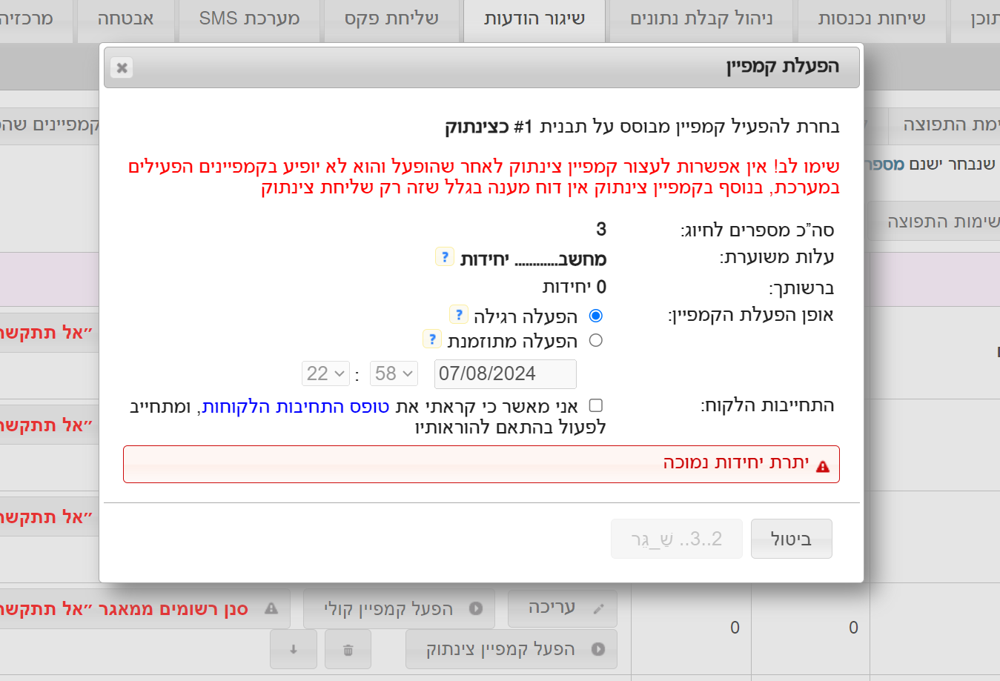 תוכן
שיחות נכנסות
ניהול קבלת נתונים
שיגור הודעות
שליחת פקס
מערכת SMS
אבטחה
מרכזיה
הפעלת קמפיין
ימת התפוצה
קמפיינים שהו
בחרת להפעיל קמפיין מבוסס על תבנית #1 כצינתוק
שנבחר ישנם מספר
שימו לב! אין אפשרות לעצור קמפיין צינתוק לאחר שהופעל והוא לא יופיע בקמפיינים הפעילים
במערכת, בנוסף בקמפיין צינתוק אין דוח מענה בגלל שזה רק שליחת צינתוק
שימות התפוצה
סה"כ מספרים לחיוג: 3
עלות משוערת: מחשב............ יחידות ?
ברשותך: 0 יחידות
אופן הפעלת הקמפיין: הפעלה רגילה ?
הפעלה מתוזמנת ?
07/08/2024 58 : 22
התחייבות הלקוח: אני מאשר כי קראתי את טופס התחיבות הלקוחות, ומתחייב
לפעול בהתאם להוראותיו
יתרת יחידות נמוכה
ביטול
2..3.. שַׁ_גֵּר
״אל תתקשר
״אל תתקשר
״אל תתקשר
0
0
עריכה
הפעל קמפיין קולי
סנן רשומים ממאגר ״אל תתקשר
הפעל קמפיין צינתוק